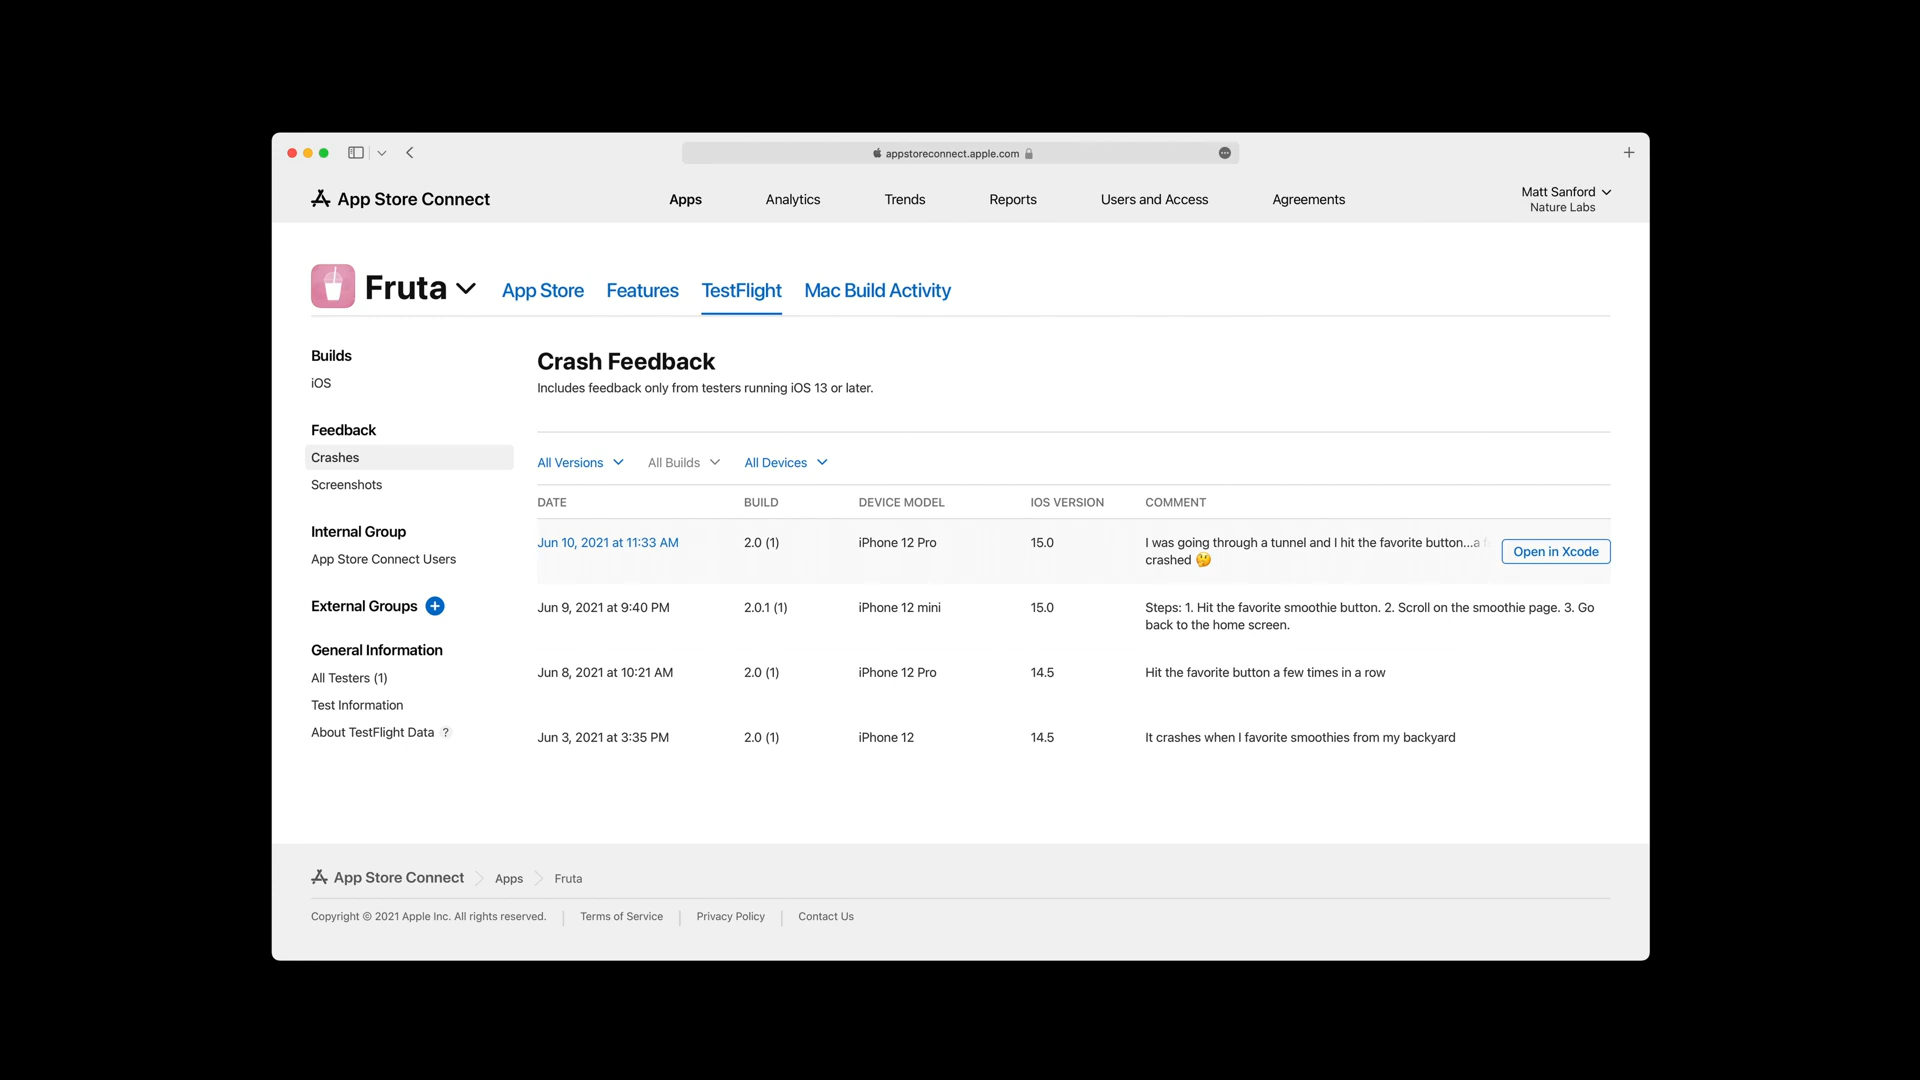 appstoreconnect.apple.com
App Store Connect
Apps
Analytics
Trends
Reports
Users and Access
Agreements
Matt Sanford
Nature Labs
Fruta
App Store
Features
TestFlight
Mac Build Activity
Builds
iOS
Feedback
Crashes
Screenshots
Internal Group
App Store Connect Users
External Groups
General Information
All Testers (1)
Test Information
About TestFlight Data ?
Crash Feedback
Includes feedback only from testers running iOS 13 or later.
All Versions
All Builds
All Devices
DATE BUILD DEVICE MODEL IOS VERSION COMMENT
Jun 10, 2021 at 11:33 AM 2.0 (1) iPhone 12 Pro 15.0 I was going through a tunnel and I hit the favorite button...a
crashed 🤔
Open in Xcode
Jun 9, 2021 at 9:40 PM 2.0.1 (1) iPhone 12 mini 15.0 Steps: 1. Hit the favorite smoothie button. 2. Scroll on the smoothie page. 3. Go
back to the home screen.
Jun 8, 2021 at 10:21 AM 2.0 (1) iPhone 12 Pro 14.5 Hit the favorite button a few times in a row
Jun 3, 2021 at 3:35 PM 2.0 (1) iPhone 12 14.5 It crashes when I favorite smoothies from my backyard
App Store Connect
Apps
Fruta
Copyright © 2021 Apple Inc. All rights reserved.
Terms of Service
Privacy Policy
Contact Us